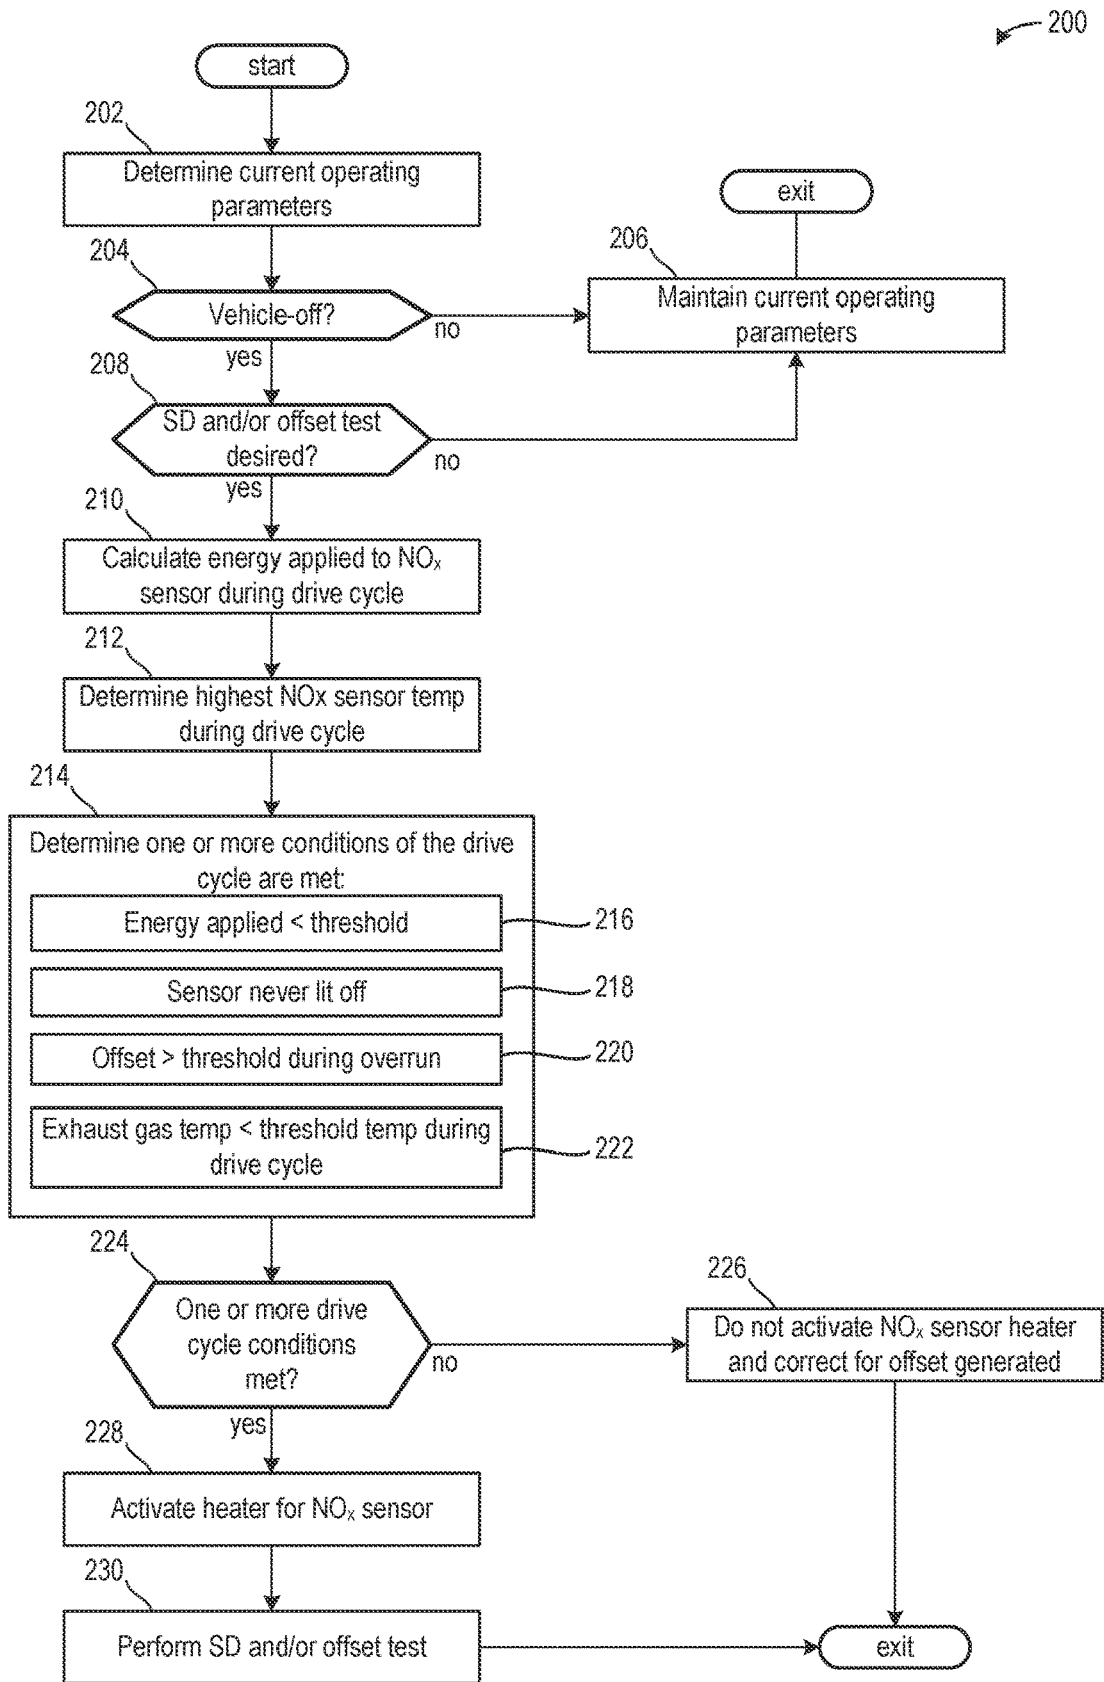 200
start
202
Determine current operating
parameters
exit
204
206
Vehicle-off?
no
Maintain current operating
parameters
yes
208
SD and/or offset test
desired?
no
yes
210
Calculate energy applied to NOₓ
sensor during drive cycle
212
Determine highest NOx sensor temp
during drive cycle
214
Determine one or more conditions of the drive
cycle are met:
Energy applied < threshold
216
Sensor never lit off
218
Offset > threshold during overrun
220
Exhaust gas temp < threshold temp during
drive cycle
222
224
One or more drive
cycle conditions
met?
no
226
Do not activate NOₓ sensor heater
and correct for offset generated
yes
228
Activate heater for NOₓ sensor
230
Perform SD and/or offset test
exit